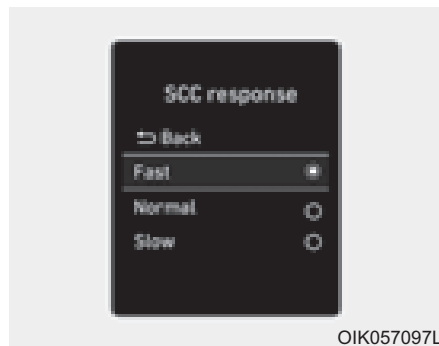 SCC response
Back
Fast
Normal
Slow
OIK057097L